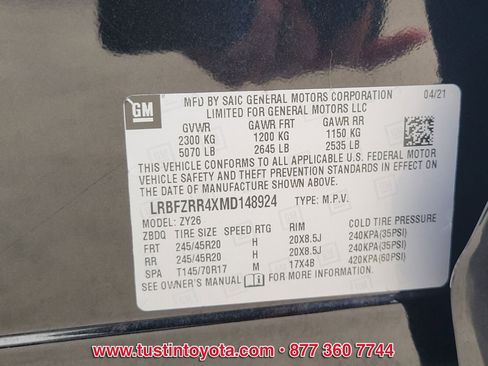 GM
MFD BY SAIC GENERAL MOTORS CORPORATION 04/21
LIMITED FOR GENERAL MOTORS LLC
GVWR GAWR FRT GAWR RR
2300 KG 1200 KG 1150 KG
5070 LB 2645 LB 2535 LB
THIS VEHICLE CONFORMS TO ALL APPLICABLE U.S. FEDERAL MOTOR
VEHICLE SAFETY AND THEFT PREVENTION STANDARDS IN EFFECT ON
THE DATE OF MANUFACTURE SHOWN ABOVE.
LRBFZRR4XMD148924 TYPE: M.P.V.
MODEL: ZY26
ZBDQ TIRE SIZE SPEED RTG RIM COLD TIRE PRESSURE
FRT 245/45R20 H 20X8.5J 240KPA(35PSI)
RR 245/45R20 H 20X8.5J 240KPA(35PSI)
SPA T145/70R17 M 17X4B 420KPA(60PSI)
SEE OWNER'S MANUAL FOR MORE INFORMATION
www.tustintoyota.com • 877 360 7744